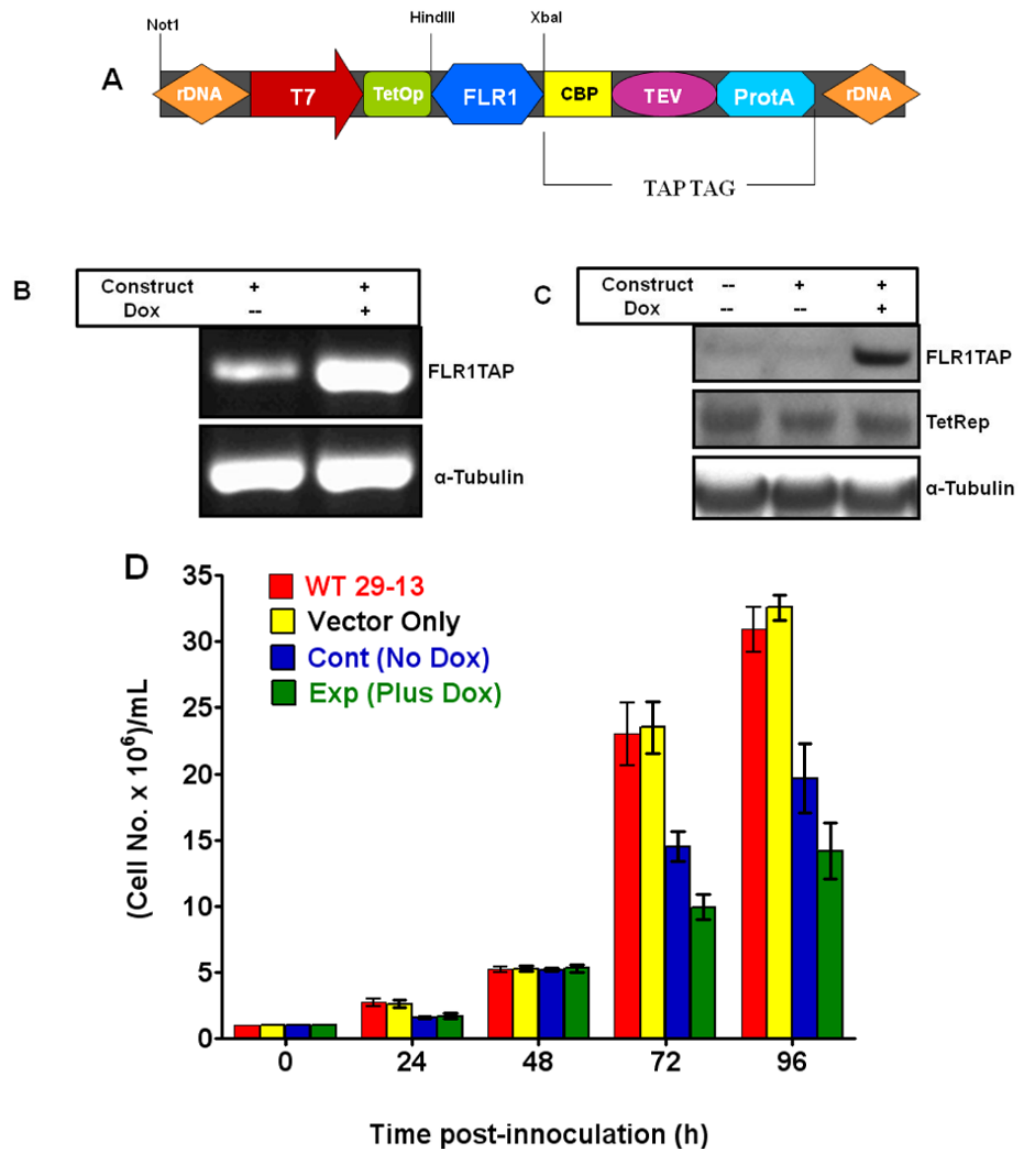 Not1
HindIII
XbaI
A
rDNA
T7
TetOp
FLR1
CBP
TEV
ProtA
rDNA
TAP TAG
B
Construct + +
Dox -- +
FLR1TAP
α-Tubulin
C
Construct -- + +
Dox -- -- +
FLR1TAP
TetRep
α-Tubulin
D
WT 29-13
Vector Only
Cont (No Dox)
Exp (Plus Dox)
(Cell No. x 10⁶)/mL
35
30
25
20
15
10
5
0
0 24 48 72 96
Time post-innoculation (h)